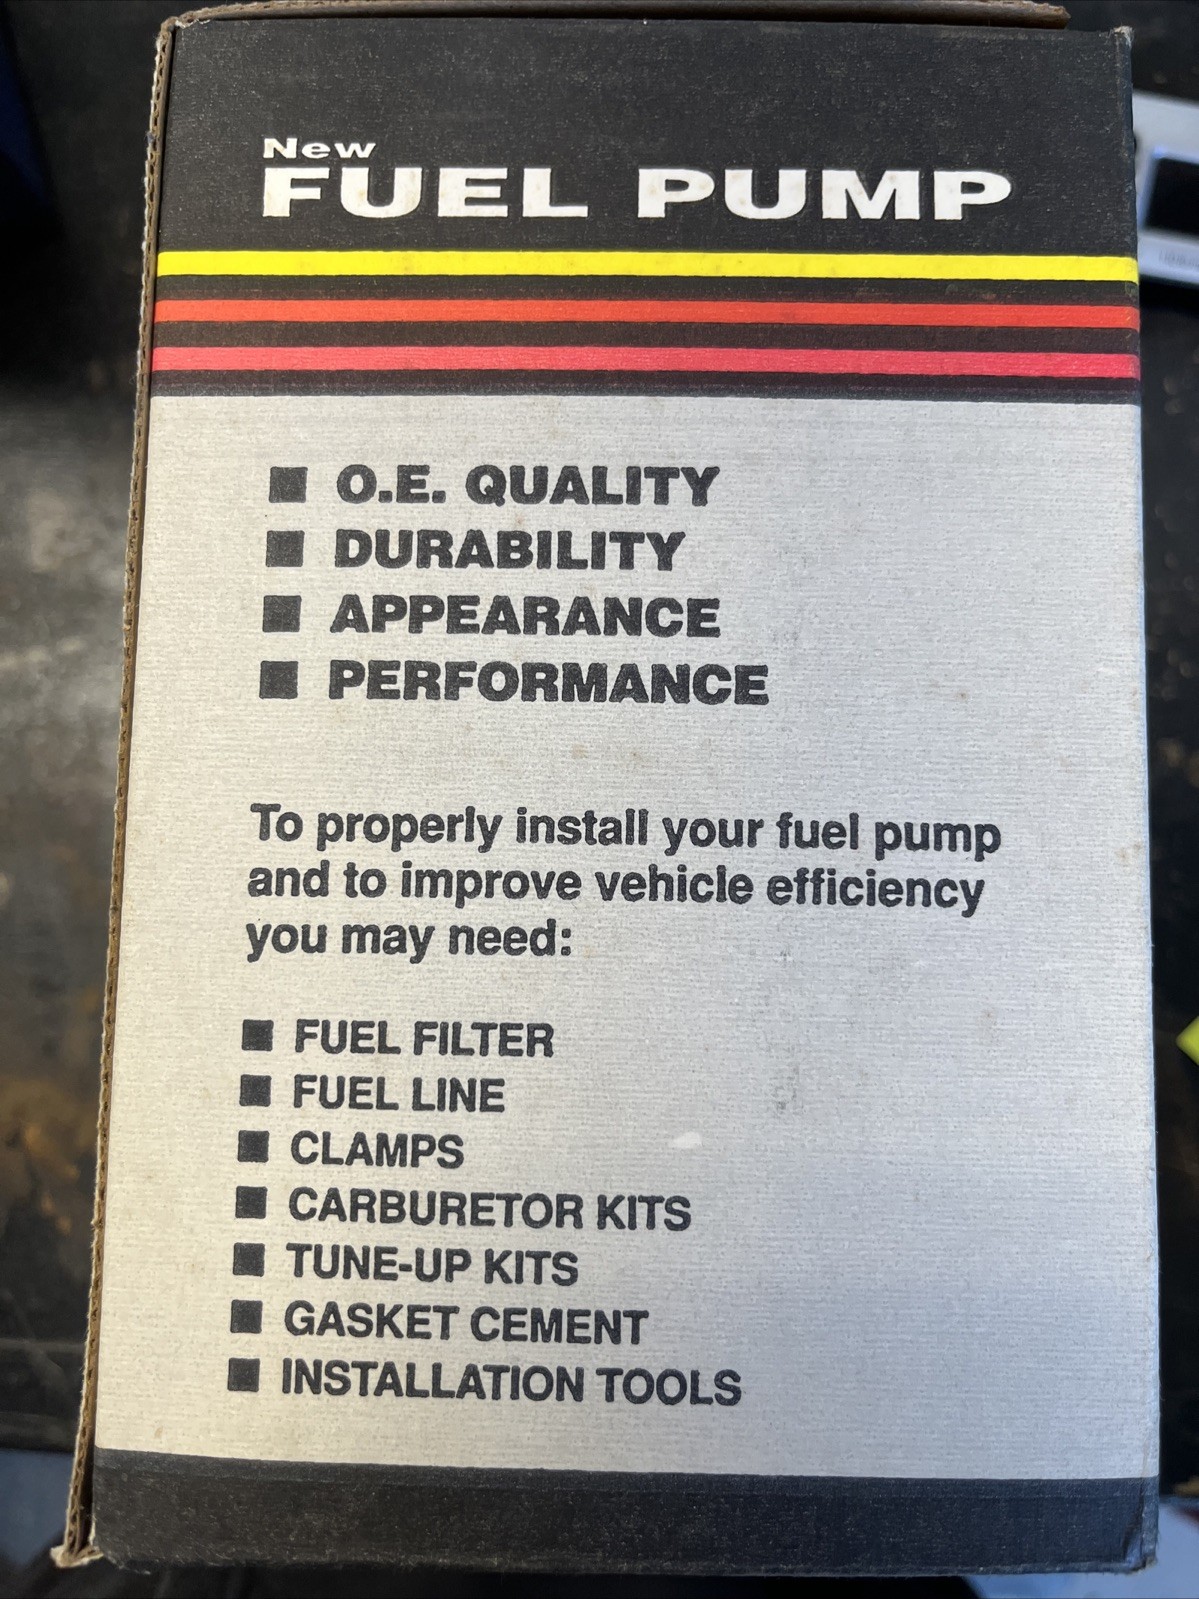 New
FUEL PUMP
O.E. QUALITY
DURABILITY
APPEARANCE
PERFORMANCE
To properly install your fuel pump
and to improve vehicle efficiency
you may need:
FUEL FILTER
FUEL LINE
CLAMPS
CARBURETOR KITS
TUNE-UP KITS
GASKET CEMENT
INSTALLATION TOOLS